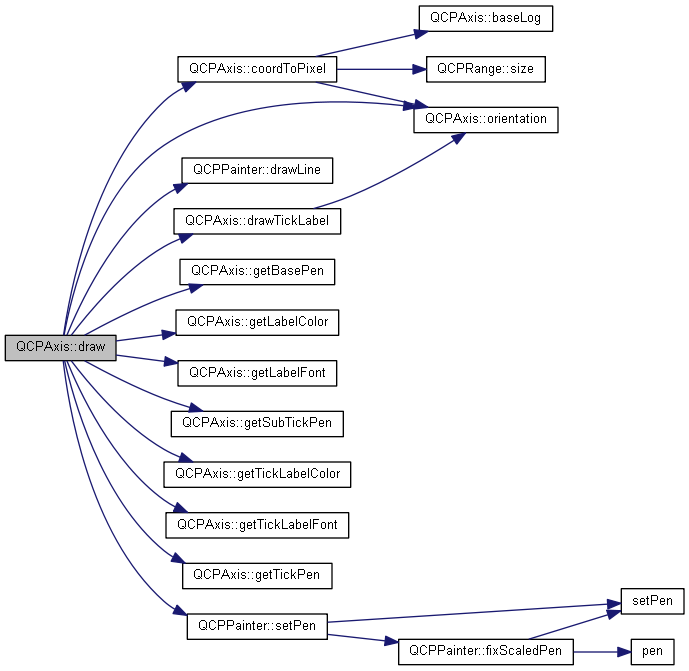 QCPAxis::baseLog
QCPAxis::coordToPixel
QCPRange::size
QCPAxis::orientation
QCPPainter::drawLine
QCPAxis::drawTickLabel
QCPAxis::getBasePen
QCPAxis::getLabelColor
QCPAxis::draw
QCPAxis::getLabelFont
QCPAxis::getSubTickPen
QCPAxis::getTickLabelColor
QCPAxis::getTickLabelFont
QCPAxis::getTickPen
setPen
QCPPainter::setPen
QCPPainter::fixScaledPen
pen